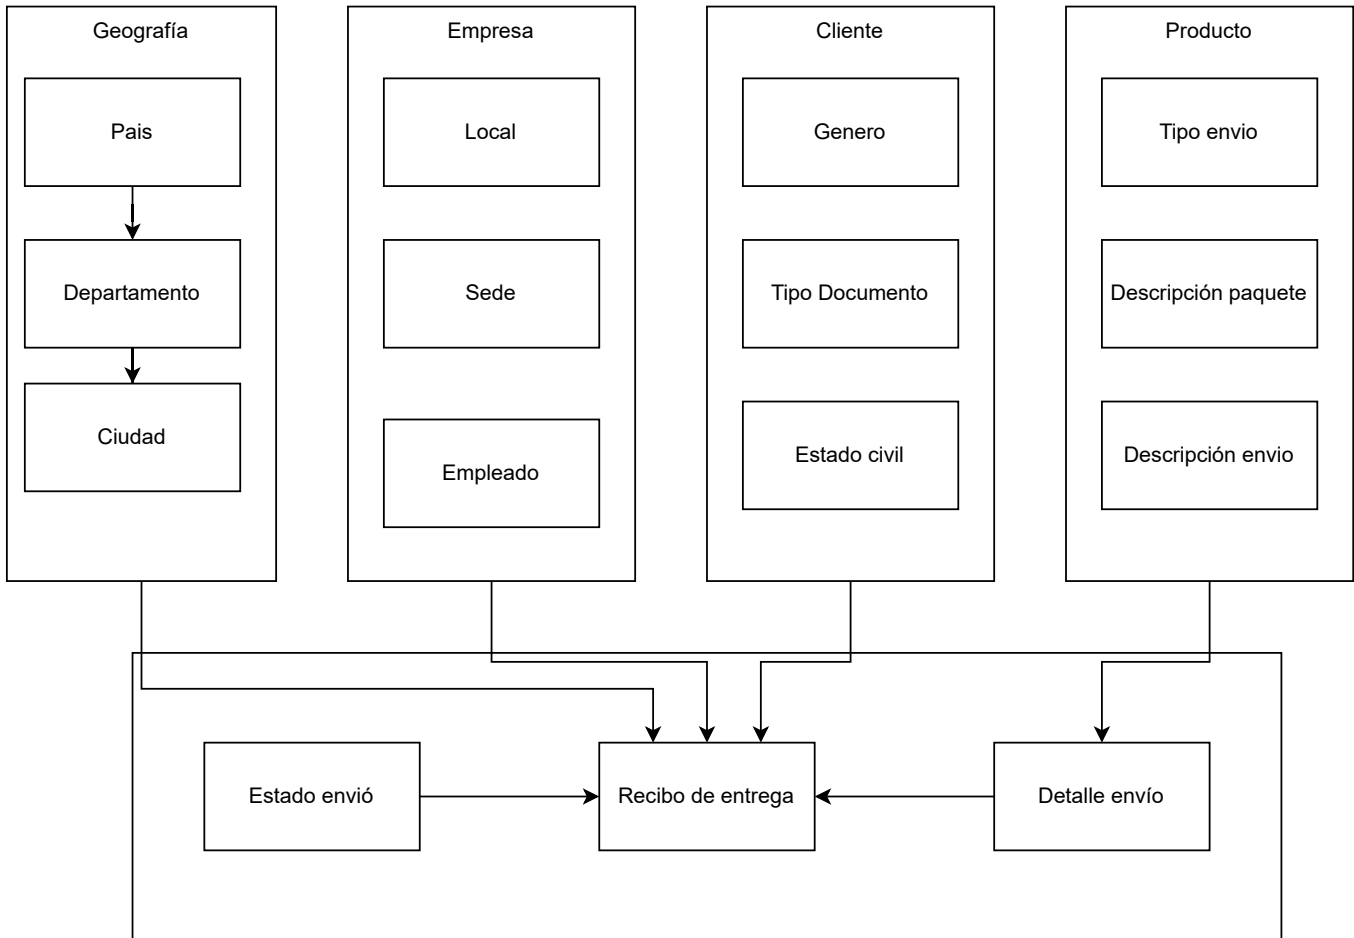 Geografía
Pais
Departamento
Ciudad
Empresa
Local
Sede
Empleado
Cliente
Genero
Tipo Documento
Estado civil
Producto
Tipo envio
Descripción paquete
Descripción envio
Estado envió
Recibo de entrega
Detalle envío